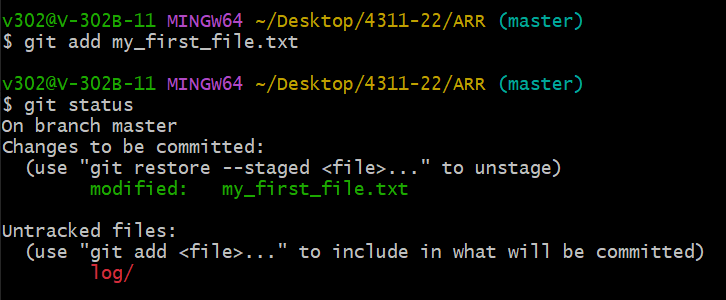 v302@V-302B-11 MINGW64 ~/Desktop/4311-22/ARR (master)
$ git add my_first_file.txt

v302@V-302B-11 MINGW64 ~/Desktop/4311-22/ARR (master)
$ git status
On branch master
Changes to be committed:
  (use "git restore --staged <file>..." to unstage)
        modified:   my_first_file.txt

Untracked files:
  (use "git add <file>..." to include in what will be committed)
        log/